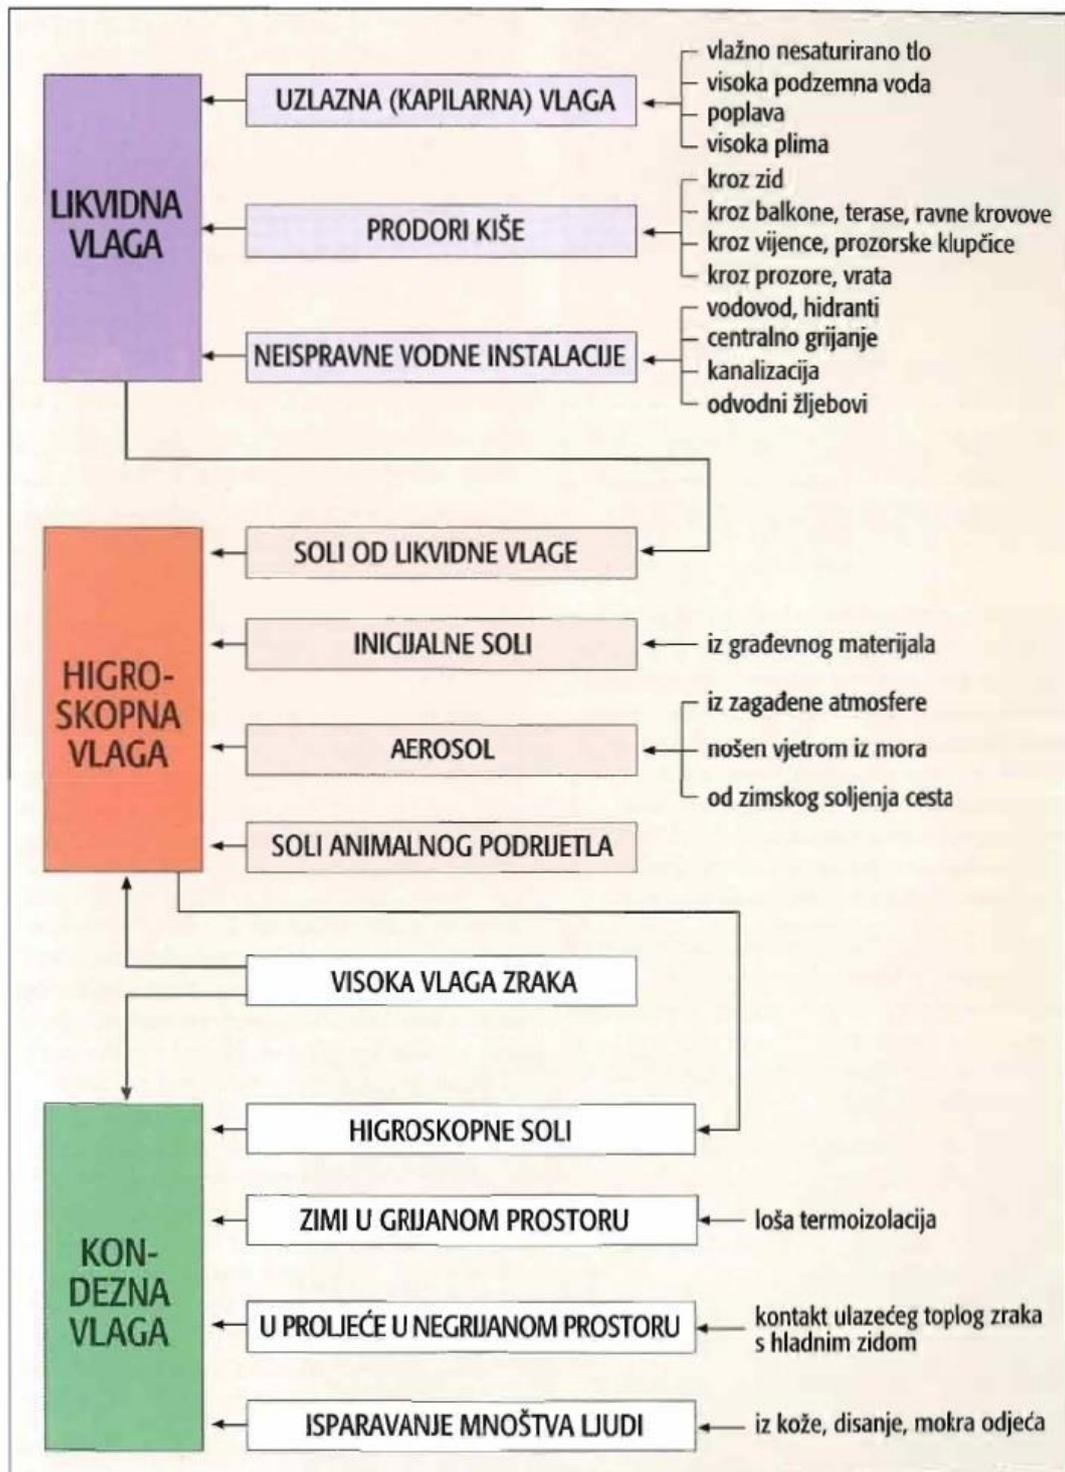 LIKVIDNA
VLAGA
UZLAZNA (KAPILARNA) VLAGA
vlažno nesaturirano tlo
visoka podzemna voda
poplava
visoka plima
PRODORI KIŠE
kroz zid
kroz balkone, terase, ravne krovove
kroz vijence, prozorske klupčice
kroz prozore, vrata
NEISPRAVNE VODNE INSTALACIJE
vodovod, hidranti
centralno grijanje
kanalizacija
odvodni žljebovi
HIGRO-
SKOPNA
VLAGA
SOLI OD LIKVIDNE VLAGE
INICIJALNE SOLI
iz građevnog materijala
AEROSOL
iz zagađene atmosfere
nošen vjetrom iz mora
od zimskog soljenja cesta
SOLI ANIMALNOG PODRIJETLA
VISOKA VLAGA ZRAKA
KON-
DEZNA
VLAGA
HIGROSKOPNE SOLI
ZIMI U GRIJANOM PROSTORU
loša termoizolacija
U PROLJEĆE U NEGRIJANOM PROSTORU
kontakt ulazećeg toplog zraka
s hladnim zidom
ISPARAVANJE MNOŠTVA LJUDI
iz kože, disanje, mokra odjeća